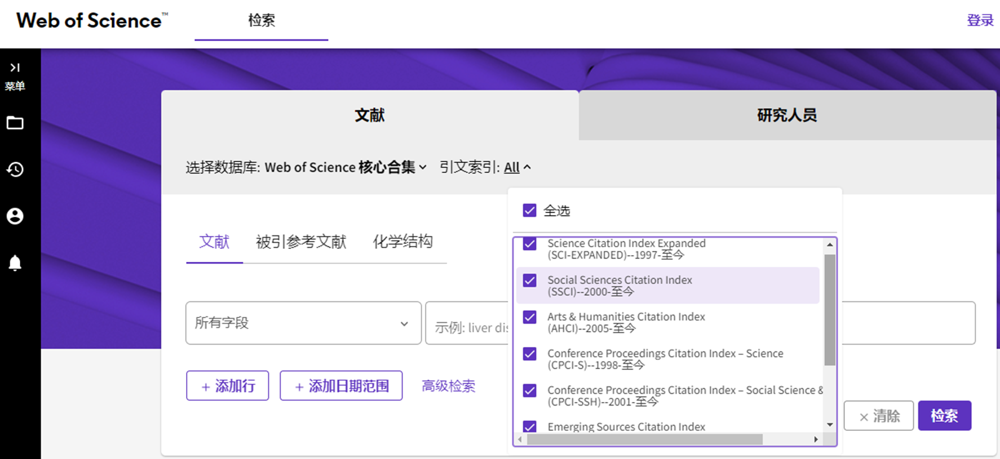 Web of Science™
检索
登录
菜单
文献
研究人员
选择数据库: Web of Science 核心合集 引文索引: All
全选
文献 被引参考文献 化学结构
Science Citation Index Expanded
(SCI-EXPANDED)--1997-至今
Social Sciences Citation Index
(SSCI)--2000-至今
Arts & Humanities Citation Index
(AHCI)--2005-至今
Conference Proceedings Citation Index – Science
(CPCI-S)--1998-至今
Conference Proceedings Citation Index – Social Science &
(CPCI-SSH)--2001-至今
Emerging Sources Citation Index
所有字段
示例: liver dis
+ 添加行
+ 添加日期范围
高级检索
× 清除
检索